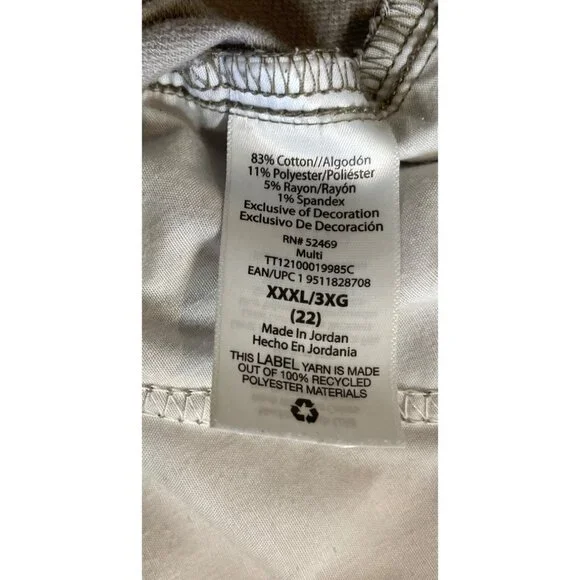 83% Cotton//Algodón
11% Polyester/Poliéster
5% Rayon/Rayón
1% Spandex
Exclusive of Decoration
Exclusivo De Decoración
RN# 52469
Multi
TT12100019985C
EAN/UPC 1 9511828708
XXXL/3XG
(22)
Made In Jordan
Hecho En Jordania
THIS LABEL YARN IS MADE
OUT OF 100% RECYCLED
POLYESTER MATERIALS